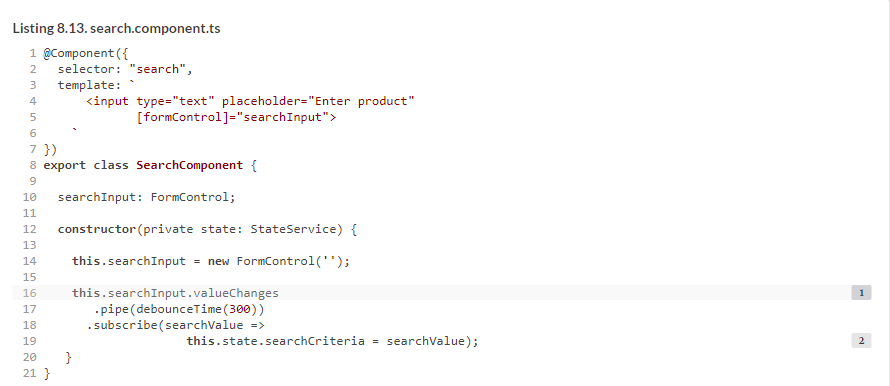 Listing 8.13. search.component.ts
1 @Component({
2   selector: "search",
3   template: `
4       <input type="text" placeholder="Enter product"
5              [formControl]="searchInput">
6     `
7 })
8 export class SearchComponent {
9
10   searchInput: FormControl;
11
12   constructor(private state: StateService) {
13
14     this.searchInput = new FormControl('');
15
16     this.searchInput.valueChanges 1
17        .pipe(debounceTime(300))
18       .subscribe(searchValue =>
19                     this.state.searchCriteria = searchValue); 2
20    }
21 }